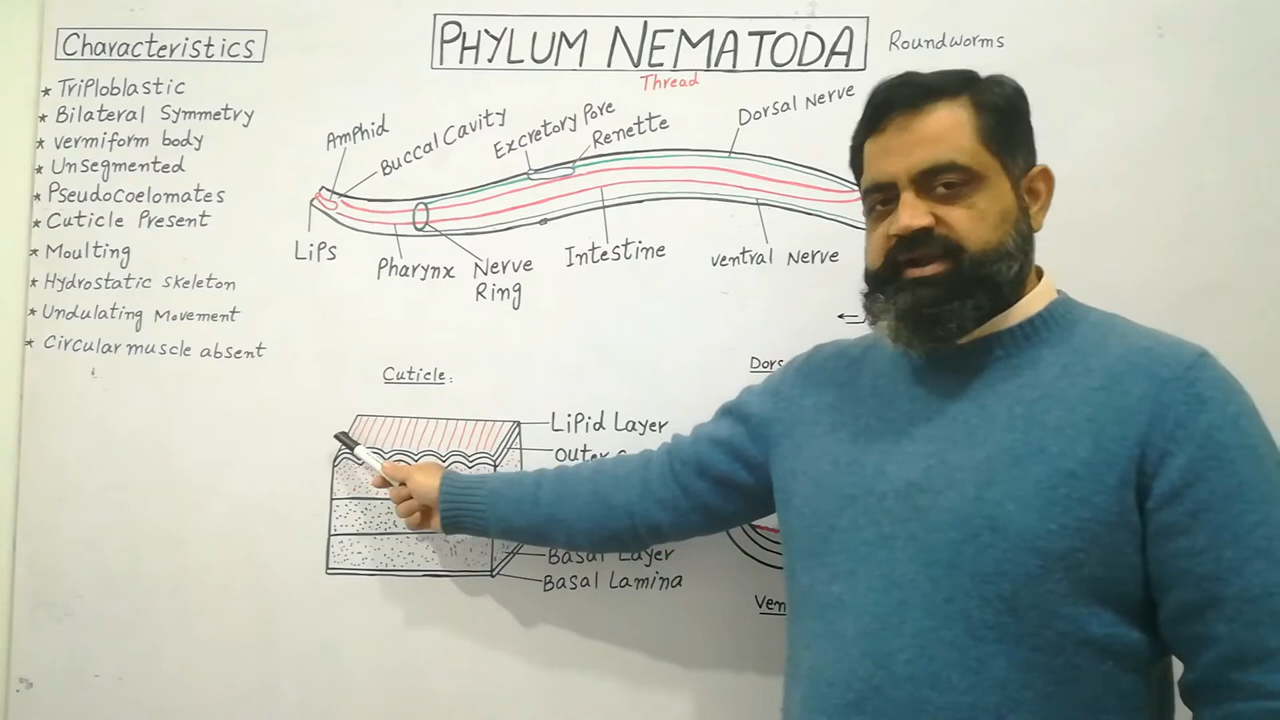 Characteristics
* Triploblastic
* Bilateral Symmetry
* vermiform body
* Unsegmented
* Pseudocoelomates
* Cuticle Present
* Moulting
* Hydrostatic skeleton
* Undulating Movement
* Circular muscle absent
PHYLUM NEMATODA
Roundworms
Thread
Amphid
Buccal Cavity
Excretory Pore
Renette
Dorsal Nerve
Lips
Pharynx
Nerve
Ring
Intestine
ventral Nerve
Cuticle:
Lipid Layer
outer
Basal Layer
Basal Lamina